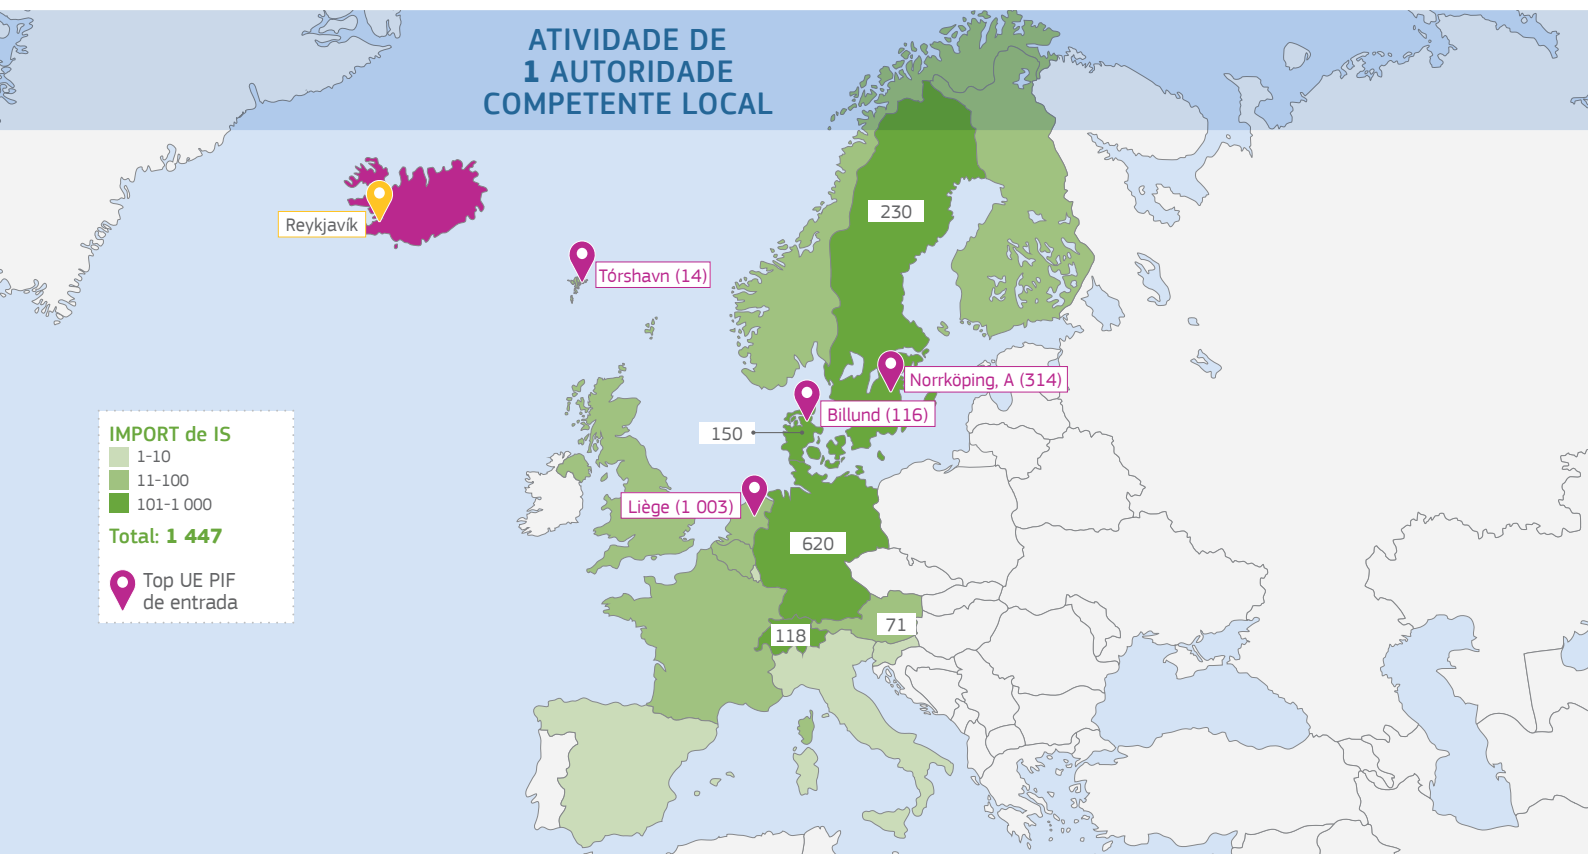 ATIVIDADE DE
1 AUTORIDADE
COMPETENTE LOCAL
Reykjavík
Tórshavn (14)
230
Norrköping, A (314)
Billund (116)
150
Liège (1 003)
620
118
71
IMPORT de IS
1-10
11-100
101-1 000
Total: 1 447
Top UE PIF
de entrada